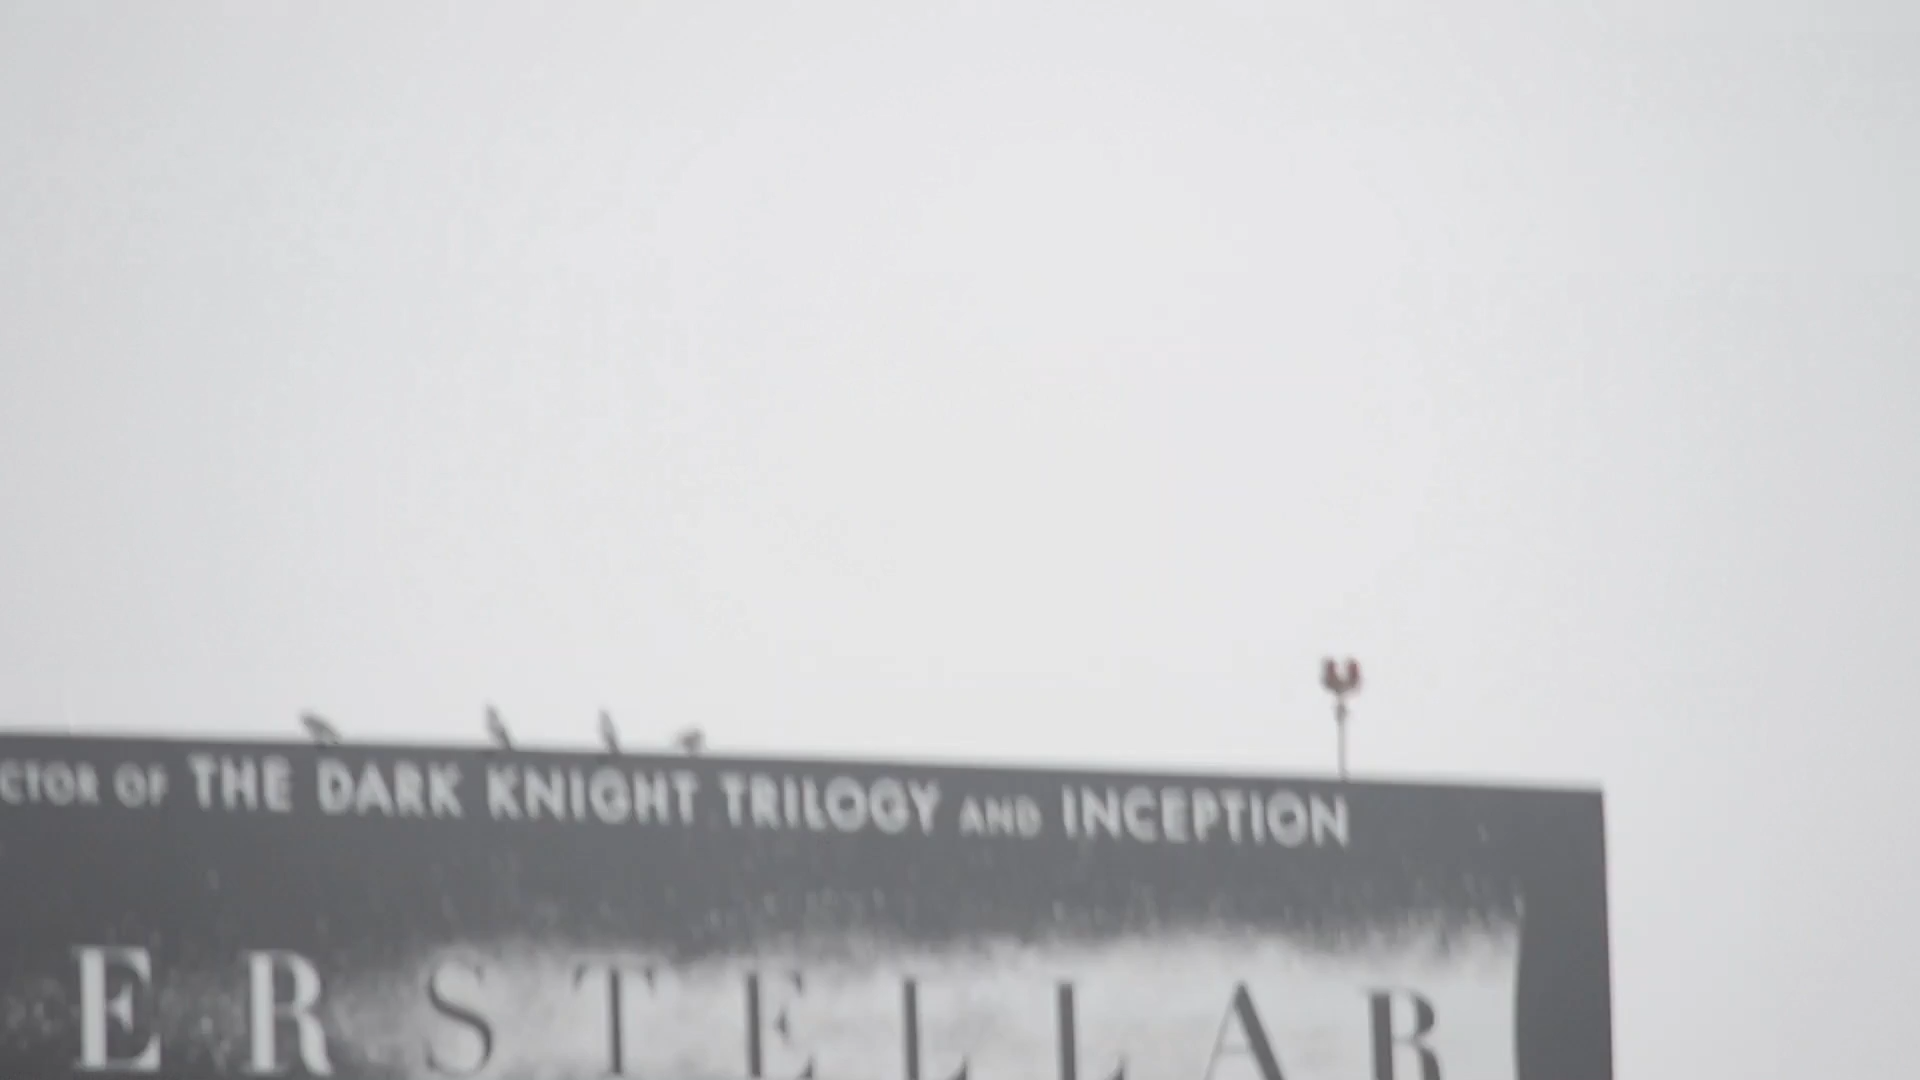 CTOR OF THE DARK KNIGHT TRILOGY AND INCEPTION
ERSTELLAR